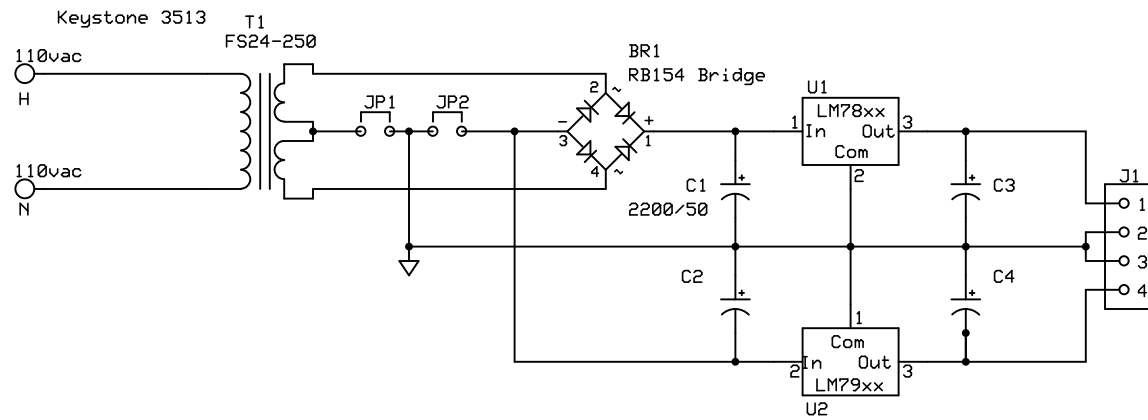 Keystone 3513
T1
FS24-250
110vac
H
110vac
N
JP1
JP2
BR1
RB154 Bridge
2
~
-
3
+
1
4
~
U1
LM78xx
1
In
Out
3
Com
2
C1
2200/50
+
C3
+
J1
1
2
3
4
C2
+
C4
+
1
Com
2
In
Out
3
LM79xx
U2